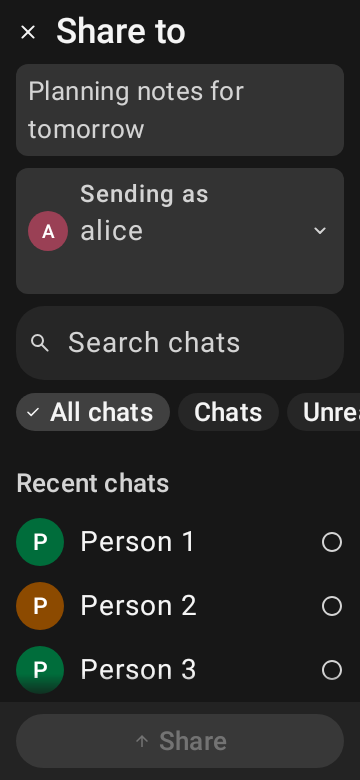 Share to
Planning notes for
tomorrow
Sending as
A alice
Search chats
All chats Chats Unre
Recent chats
P Person 1
P Person 2
P Person 3
Share